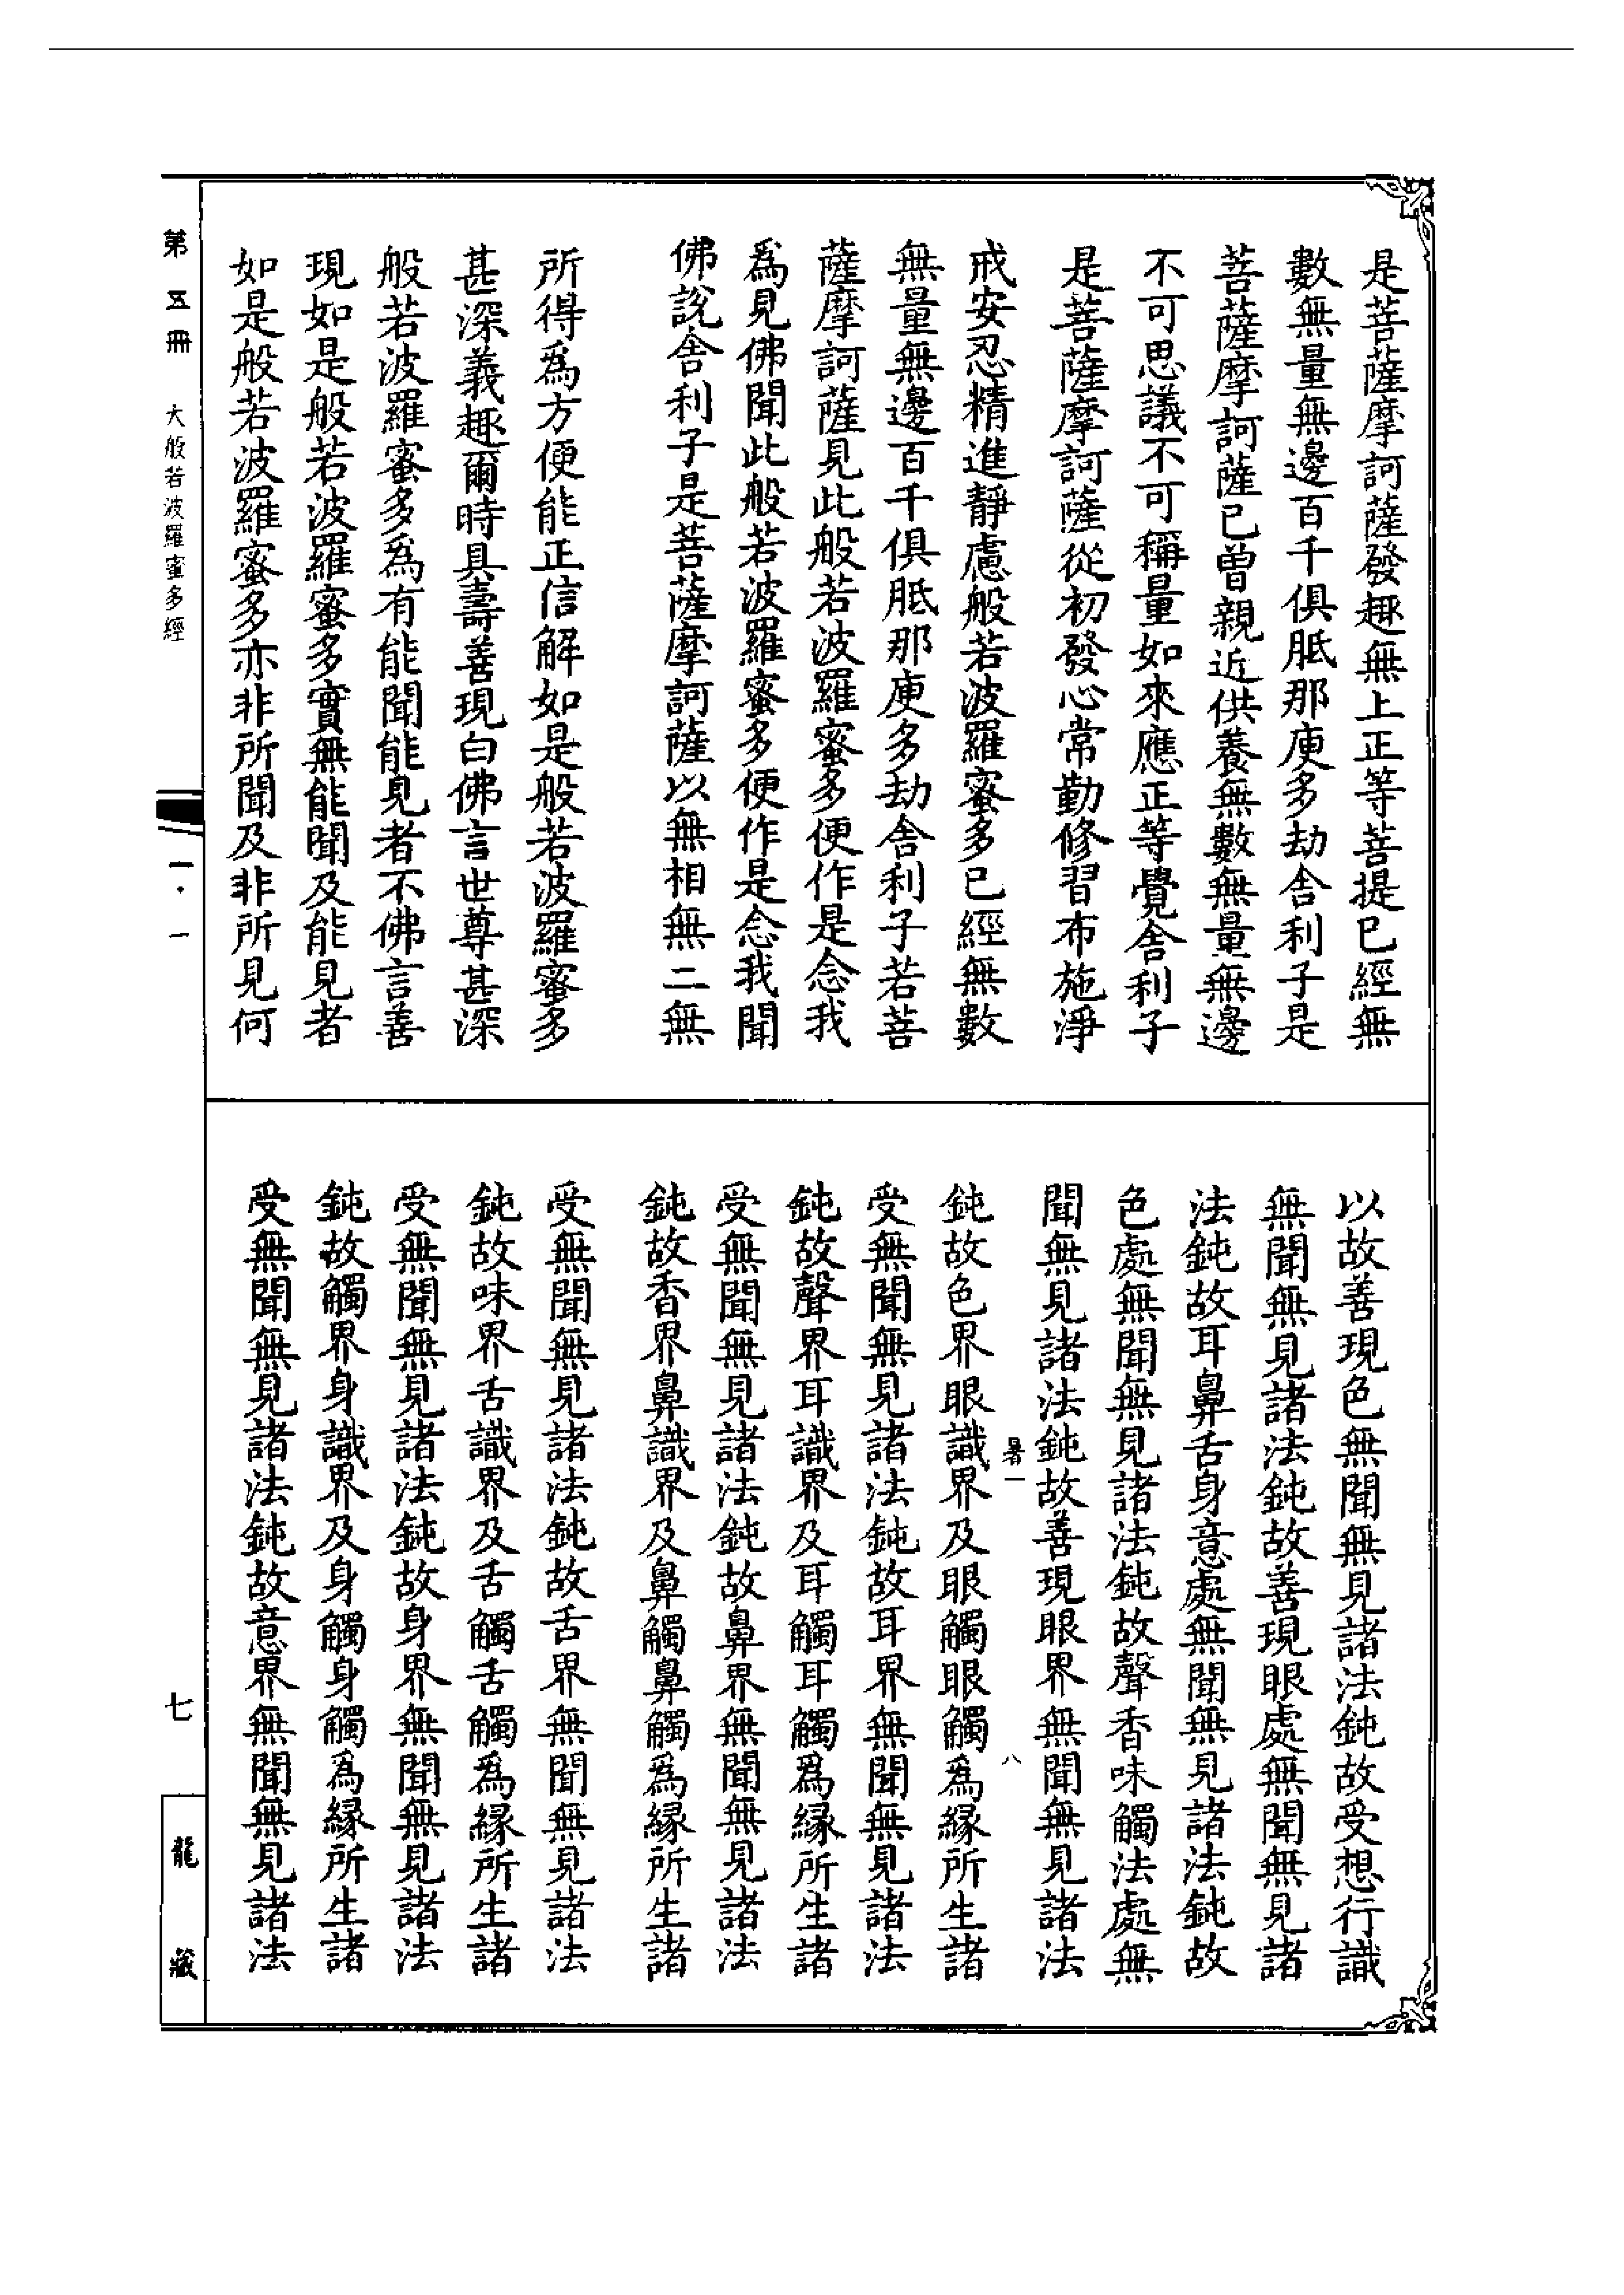 是菩薩摩訶薩發趣無上正等菩提已經無
數無量無邊百千俱胝那庾多劫舍利子是
菩薩摩訶薩已曾親近供養無數無量無邊
不可思議不可稱量如來應正等覺舍利子
是菩薩摩訶薩從初發心常勤修習布施淨
戒安忍精進靜慮般若波羅蜜多已經無數
無量無邊百千俱胝那庾多劫舍利子若菩
薩摩訶薩見此般若波羅蜜多便作是念我
為見佛聞此般若波羅蜜多便作是念我聞
佛說舍利子是菩薩摩訶薩以無相無二無
所得為方便能正信解如是般若波羅蜜多
甚深義趣爾時具壽善現白佛言世尊甚深
般若波羅蜜多為有能聞能見者不佛言善
現如是般若波羅蜜多實無能聞及能見者
如是般若波羅蜜多亦非所聞及非所見何
以故善現色無聞無見諸法鈍故受想行識
無聞無見諸法鈍故善現眼處無聞無見諸
法鈍故耳鼻舌身意處無聞無見諸法鈍故
色處無聞無見諸法鈍故聲香味觸法處無
聞無見諸法鈍故善現眼界無聞無見諸法
暑一 八
鈍故色界眼識界及眼觸眼觸為緣所生諸
受無聞無見諸法鈍故耳界無聞無見諸法
鈍故聲界耳識界及耳觸耳觸為緣所生諸
受無聞無見諸法鈍故鼻界無聞無見諸法
鈍故香界鼻識界及鼻觸鼻觸為緣所生諸
受無聞無見諸法鈍故舌界無聞無見諸法
鈍故味界舌識界及舌觸舌觸為緣所生諸
受無聞無見諸法鈍故身界無聞無見諸法
鈍故觸界身識界及身觸身觸為緣所生諸
受無聞無見諸法鈍故意界無聞無見諸法
第五冊 大般若波羅蜜多經
一·一
七
龍藏